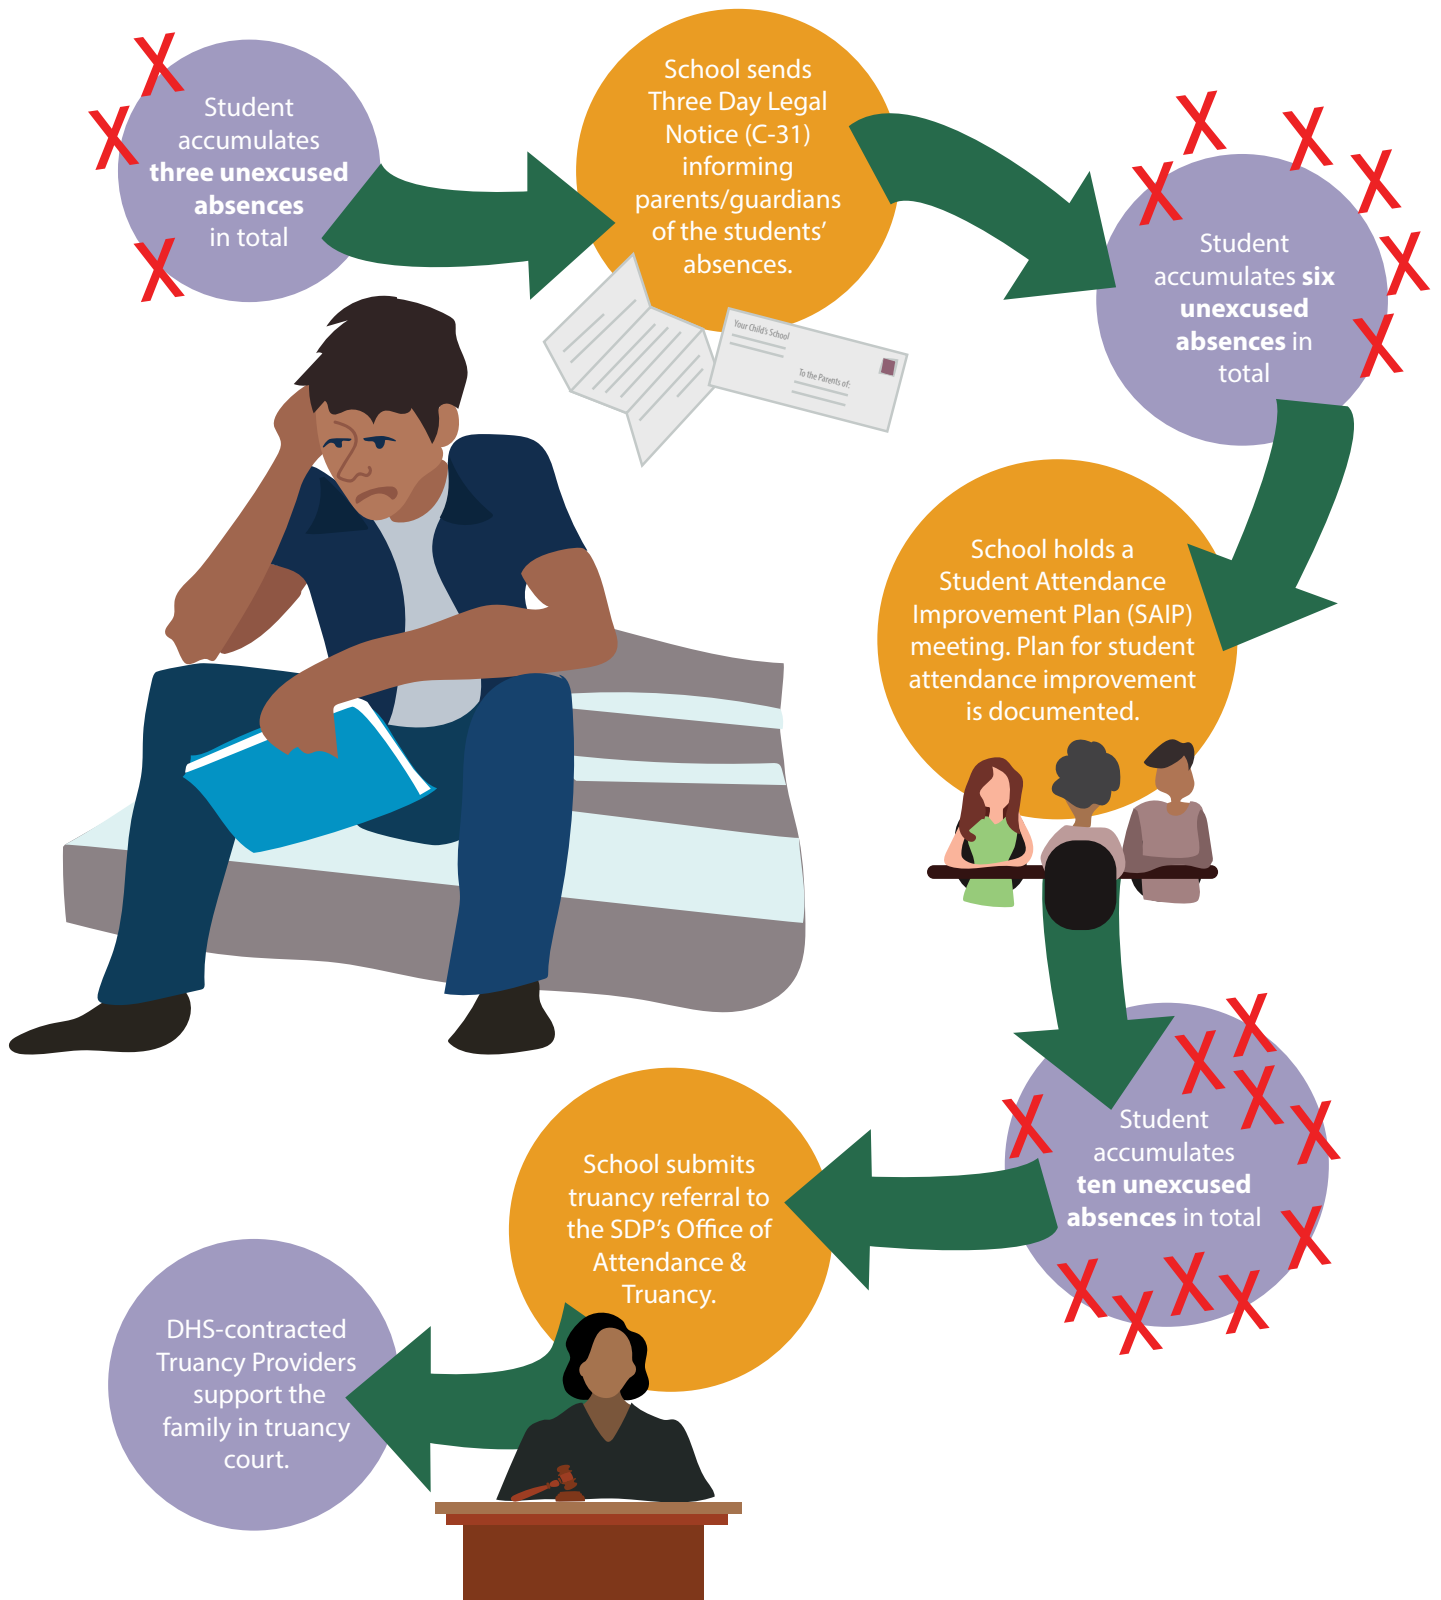 Student
accumulates
three unexcused
absences
in total
School sends
Three Day Legal
Notice (C-31)
informing
parents/guardians
of the students’
absences.
Your Child's School
To the Parents of:
Student
accumulates six
unexcused
absences in
total
School holds a
Student Attendance
Improvement Plan (SAIP)
meeting. Plan for student
attendance improvement
is documented.
Student
accumulates
ten unexcused
absences in total
School submits
truancy referral to
the SDP’s Office of
Attendance &
Truancy.
DHS-contracted
Truancy Providers
support the
family in truancy
court.